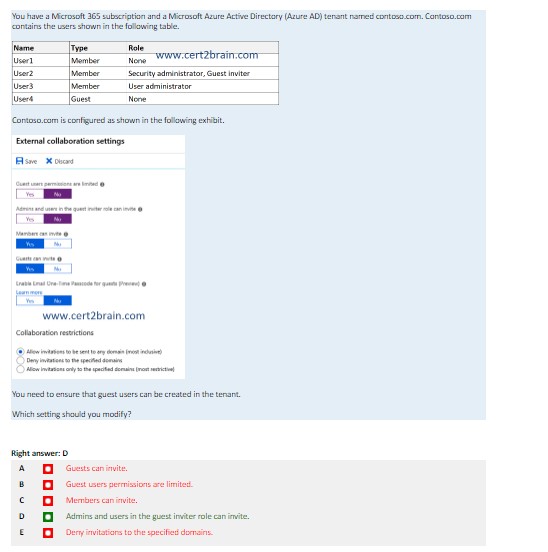 You have a Microsoft 365 subscription and a Microsoft Azure Active Directory (Azure AD) tenant named contoso.com. Contoso.com
contains the users shown in the following table.
Name Type Role
www.cert2brain.com
User1 Member None
User2 Member Security administrator, Guest inviter
User3 Member User administrator
User4 Guest None
Contoso.com is configured as shown in the following exhibit.
External collaboration settings
Save Discard
Guest users permissions are limited
Yes No
Admins and users in the guest inviter role can invite
Yes No
Members can invite
Yes No
Guests can invite
Yes No
Enable Email One-Time Passcode for guests (Preview)
Learn more
Yes No
www.cert2brain.com
Collaboration restrictions
Allow invitations to be sent to any domain (most inclusive)
Deny invitations to the specified domains
Allow invitations only to the specified domains (most restrictive)
You need to ensure that guest users can be created in the tenant.
Which setting should you modify?
Right answer: D
A Guests can invite.
B Guest users permissions are limited.
C Members can invite.
D Admins and users in the guest inviter role can invite.
E Deny invitations to the specified domains.